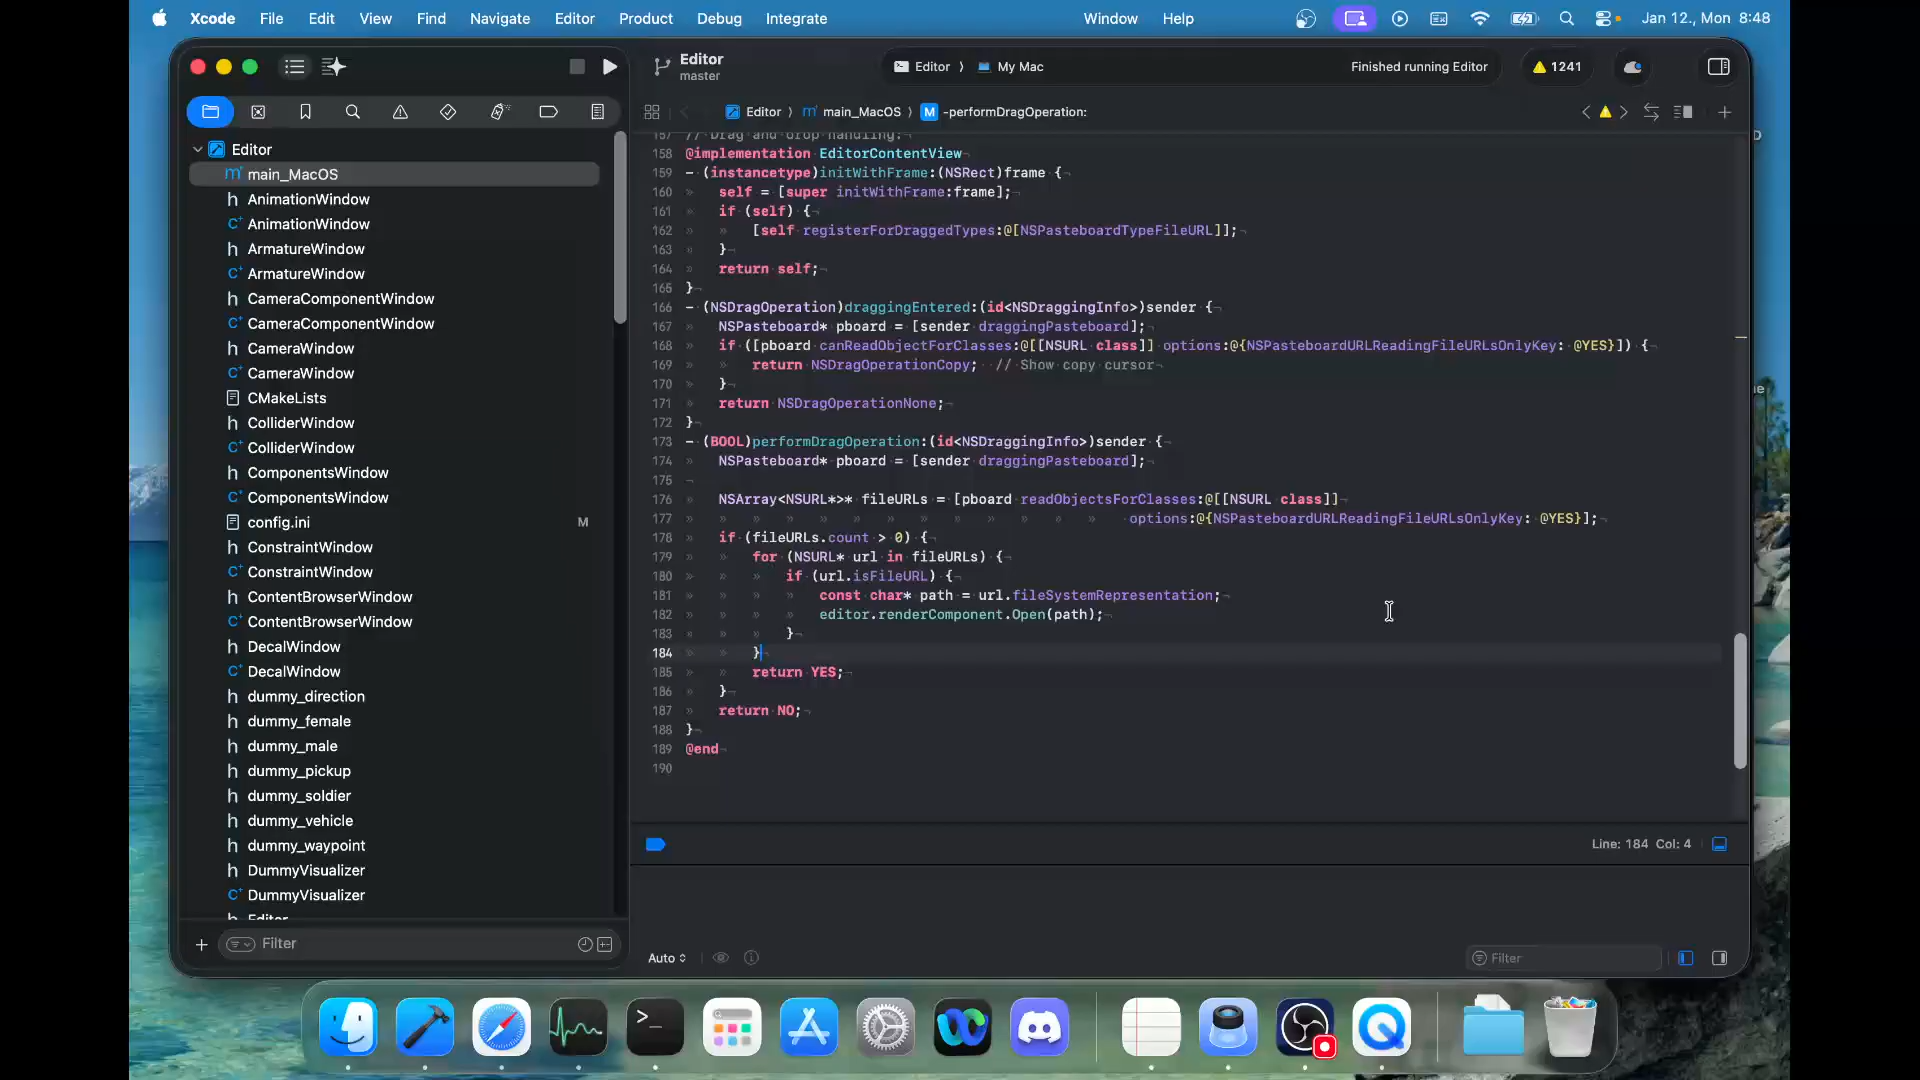 Xcode File Edit View Find Navigate Editor Product Debug Integrate Window Help Jan 12., Mon 8:48
Editor
master
Editor 〉 My Mac
Finished running Editor
1241
Editor 〉 main_MacOS 〉 M -performDragOperation:
Editor
main_MacOS
AnimationWindow
AnimationWindow
ArmatureWindow
ArmatureWindow
CameraComponentWindow
CameraComponentWindow
CameraWindow
CameraWindow
CMakeLists
ColliderWindow
ColliderWindow
ComponentsWindow
ComponentsWindow
config.ini M
ConstraintWindow
ConstraintWindow
ContentBrowserWindow
ContentBrowserWindow
DecalWindow
DecalWindow
dummy_direction
dummy_female
dummy_male
dummy_pickup
dummy_soldier
dummy_vehicle
dummy_waypoint
DummyVisualizer
DummyVisualizer
Editor
Filter
157 // Drag and drop handling:
158 @implementation EditorContentView
159 - (instancetype)initWithFrame:(NSRect)frame {
160 self = [super initWithFrame:frame];
161 if (self) {
162 [self registerForDraggedTypes:@[NSPasteboardTypeFileURL]];
163 }
164 return self;
165 }
166 - (NSDragOperation)draggingEntered:(id<NSDraggingInfo>)sender {
167 NSPasteboard* pboard = [sender draggingPasteboard];
168 if ([pboard canReadObjectForClasses:@[[NSURL class]] options:@{NSPasteboardURLReadingFileURLsOnlyKey: @YES}]) {
169 return NSDragOperationCopy; // Show copy cursor
170 }
171 return NSDragOperationNone;
172 }
173 - (BOOL)performDragOperation:(id<NSDraggingInfo>)sender {
174 NSPasteboard* pboard = [sender draggingPasteboard];
175
176 NSArray<NSURL*>* fileURLs = [pboard readObjectsForClasses:@[[NSURL class]]
177 options:@{NSPasteboardURLReadingFileURLsOnlyKey: @YES}];
178 if (fileURLs.count > 0) {
179 for (NSURL* url in fileURLs) {
180 if (url.isFileURL) {
181 const char* path = url.fileSystemRepresentation;
182 editor.renderComponent.Open(path);
183 }
184 }
185 return YES;
186 }
187 return NO;
188 }
189 @end
190
Line: 184 Col: 4
Auto
Filter